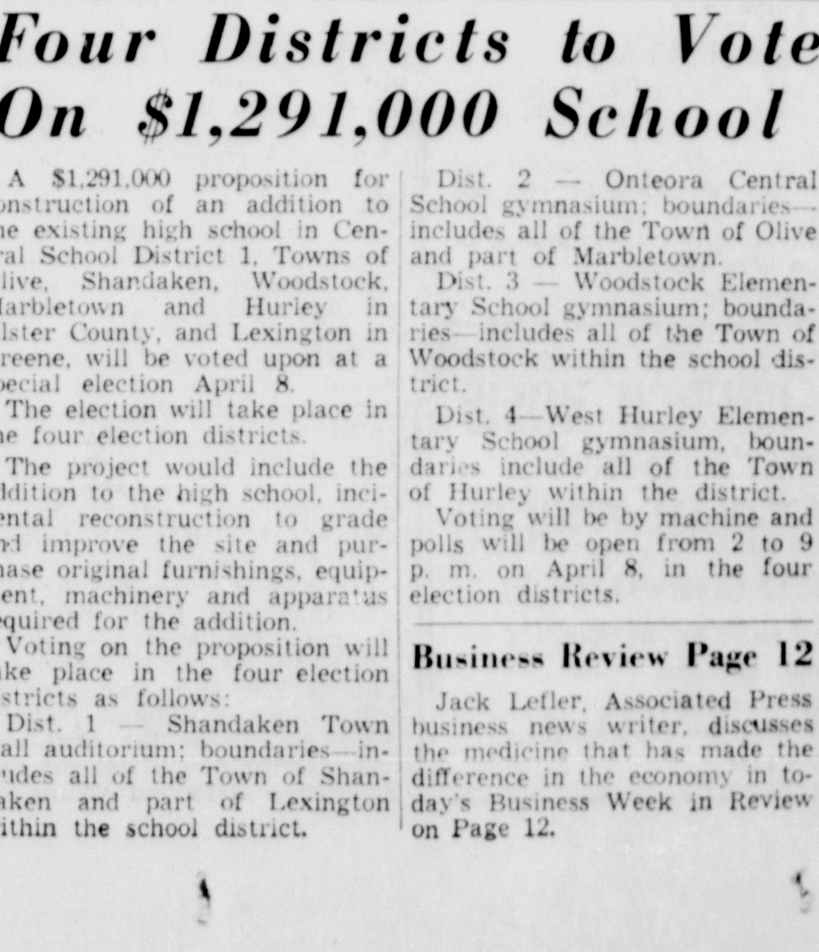 Four Districts to Vote
On $1,291,000 School
A $1,291,000 proposition for
onstruction of an addition to
he existing high school in Cen-
ral School District 1, Towns of
live, Shandaken, Woodstock,
Marbletown and Hurley in
lster County, and Lexington in
reene, will be voted upon at a
pecial election April 8.
The election will take place in
he four election districts.
The project would include the
ddition to the high school, inci-
ental reconstruction to grade
nd improve the site and pur-
hase original furnishings, equip-
ent, machinery and apparatus
equired for the addition.
Voting on the proposition will
ake place in the four election
stricts as follows:
Dist. 1 — Shandaken Town
all auditorium; boundaries—in-
udes all of the Town of Shan-
aken and part of Lexington
ithin the school district.
Dist. 2 — Onteora Central
School gymnasium; boundaries—
includes all of the Town of Olive
and part of Marbletown.
Dist. 3 — Woodstock Elemen-
tary School gymnasium; bounda-
ries—includes all of the Town of
Woodstock within the school dis-
trict.
Dist. 4—West Hurley Elemen-
tary School gymnasium, boun-
daries include all of the Town
of Hurley within the district.
Voting will be by machine and
polls will be open from 2 to 9
p. m. on April 8, in the four
election districts.
Business Review Page 12
Jack Lefler, Associated Press
business news writer, discusses
the medicine that has made the
difference in the economy in to-
day's Business Week in Review
on Page 12.